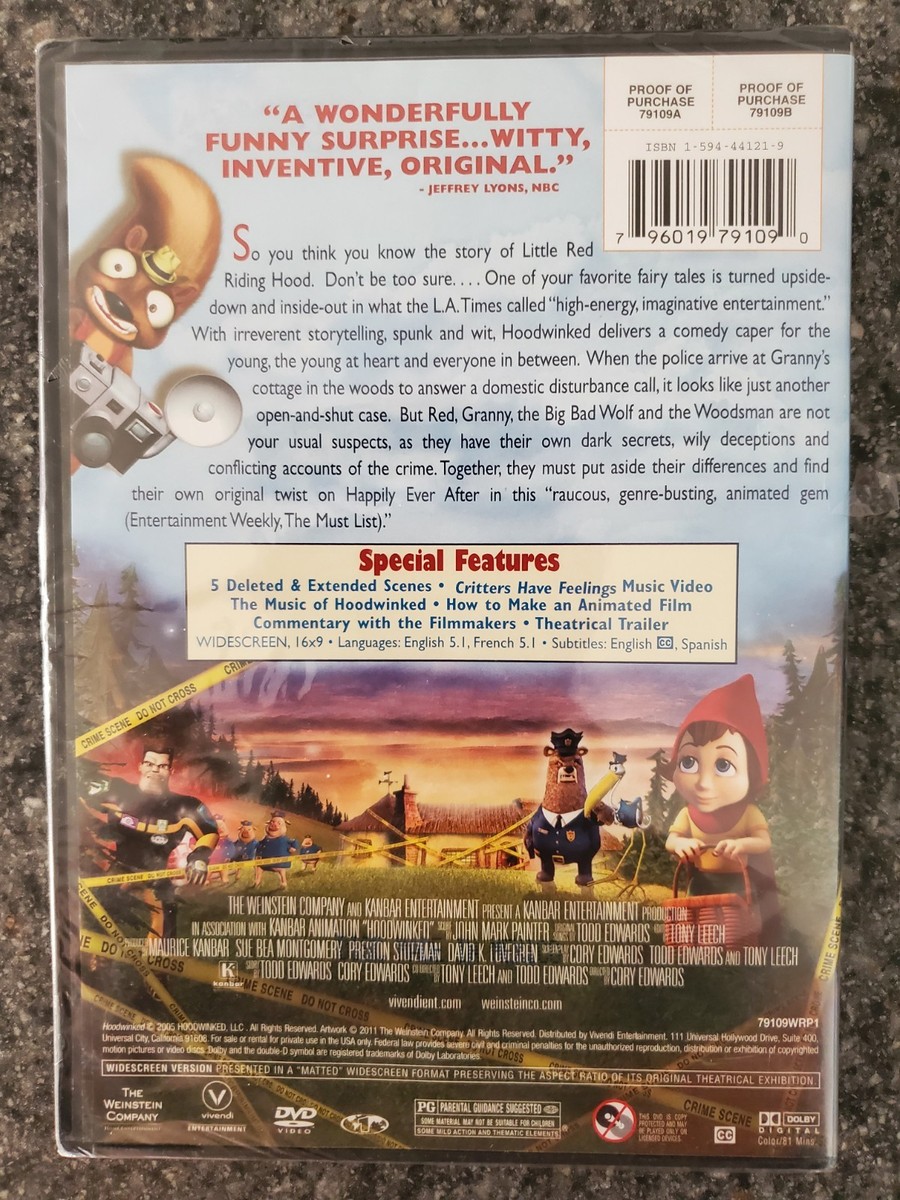 “A WONDERFULLY
FUNNY SURPRISE...WITTY,
INVENTIVE, ORIGINAL.”
- JEFFREY LYONS, NBC
PROOF OF
PURCHASE
79109A
PROOF OF
PURCHASE
79109B
ISBN 1-594-44121-9
7 96019 79109 0
So you think you know the story of Little Red
Riding Hood. Don't be too sure.... One of your favorite fairy tales is turned upside-
down and inside-out in what the L.A. Times called “high-energy, imaginative entertainment.”
With irreverent storytelling, spunk and wit, Hoodwinked delivers a comedy caper for the
young, the young at heart and everyone in between. When the police arrive at Granny's
cottage in the woods to answer a domestic disturbance call, it looks like just another
open-and-shut case. But Red, Granny, the Big Bad Wolf and the Woodsman are not
your usual suspects, as they have their own dark secrets, wily deceptions and
conflicting accounts of the crime. Together, they must put aside their differences and find
their own original twist on Happily Ever After in this “raucous, genre-busting, animated gem
(Entertainment Weekly, The Must List).”
Special Features
5 Deleted & Extended Scenes • Critters Have Feelings Music Video
The Music of Hoodwinked • How to Make an Animated Film
Commentary with the Filmmakers • Theatrical Trailer
WIDESCREEN, 16x9 • Languages: English 5.1, French 5.1 • Subtitles: English CC, Spanish
CRIME SCENE DO NOT CROSS CRIM
CRIME SCENE DO NOT CROSS
THE WEINSTEIN COMPANY AND KANBAR ENTERTAINMENT PRESENT A KANBAR ENTERTAINMENT PRODUCTION
IN ASSOCIATION WITH KANBAR ANIMATION “HOODWINKED” JOHN MARK PAINTER TODD EDWARDS TONY LEECH
MAURICE KANBAR SUE BEA MONTGOMERY PRESTON STUTZMAN DAVID K. LOVEGREN CORY EDWARDS TODD EDWARDS AND TONY LEECH
K kanbar TODD EDWARDS CORY EDWARDS TONY LEECH AND TODD EDWARDS CORY EDWARDS
vivendient.com weinsteinco.com
79109WRP1
Hoodwinked © 2005 HOODWINKED, LLC. All Rights Reserved. Artwork © 2011 The Weinstein Company. All Rights Reserved. Distributed by Vivendi Entertainment. 111 Universal Hollywood Drive, Suite 400,
Universal City, California 91608. For sale or rental for private use in the USA only. Federal law provides severe civil and criminal penalties for the unauthorized reproduction, distribution or exhibition of copyrighted
motion pictures or video discs. Dolby and the double-D symbol are registered trademarks of Dolby Laboratories.
WIDESCREEN VERSION PRESENTED IN A “MATTED” WIDESCREEN FORMAT PRESERVING THE ASPECT RATIO OF ITS ORIGINAL THEATRICAL EXHIBITION.
THE
WEINSTEIN
COMPANY
vivendi
ENTERTAINMENT
DVD
VIDEO
PG PARENTAL GUIDANCE SUGGESTED
SOME MATERIAL MAY NOT BE SUITABLE FOR CHILDREN
SOME MILD ACTION AND THEMATIC ELEMENTS
THIS DVD IS COPY
PROTECTED AND MAY
BE PLAYED ONLY ON
LICENSED DEVICES.
CRIME SCENE
CC
DOLBY
DIGITAL
Color/81 Mins.